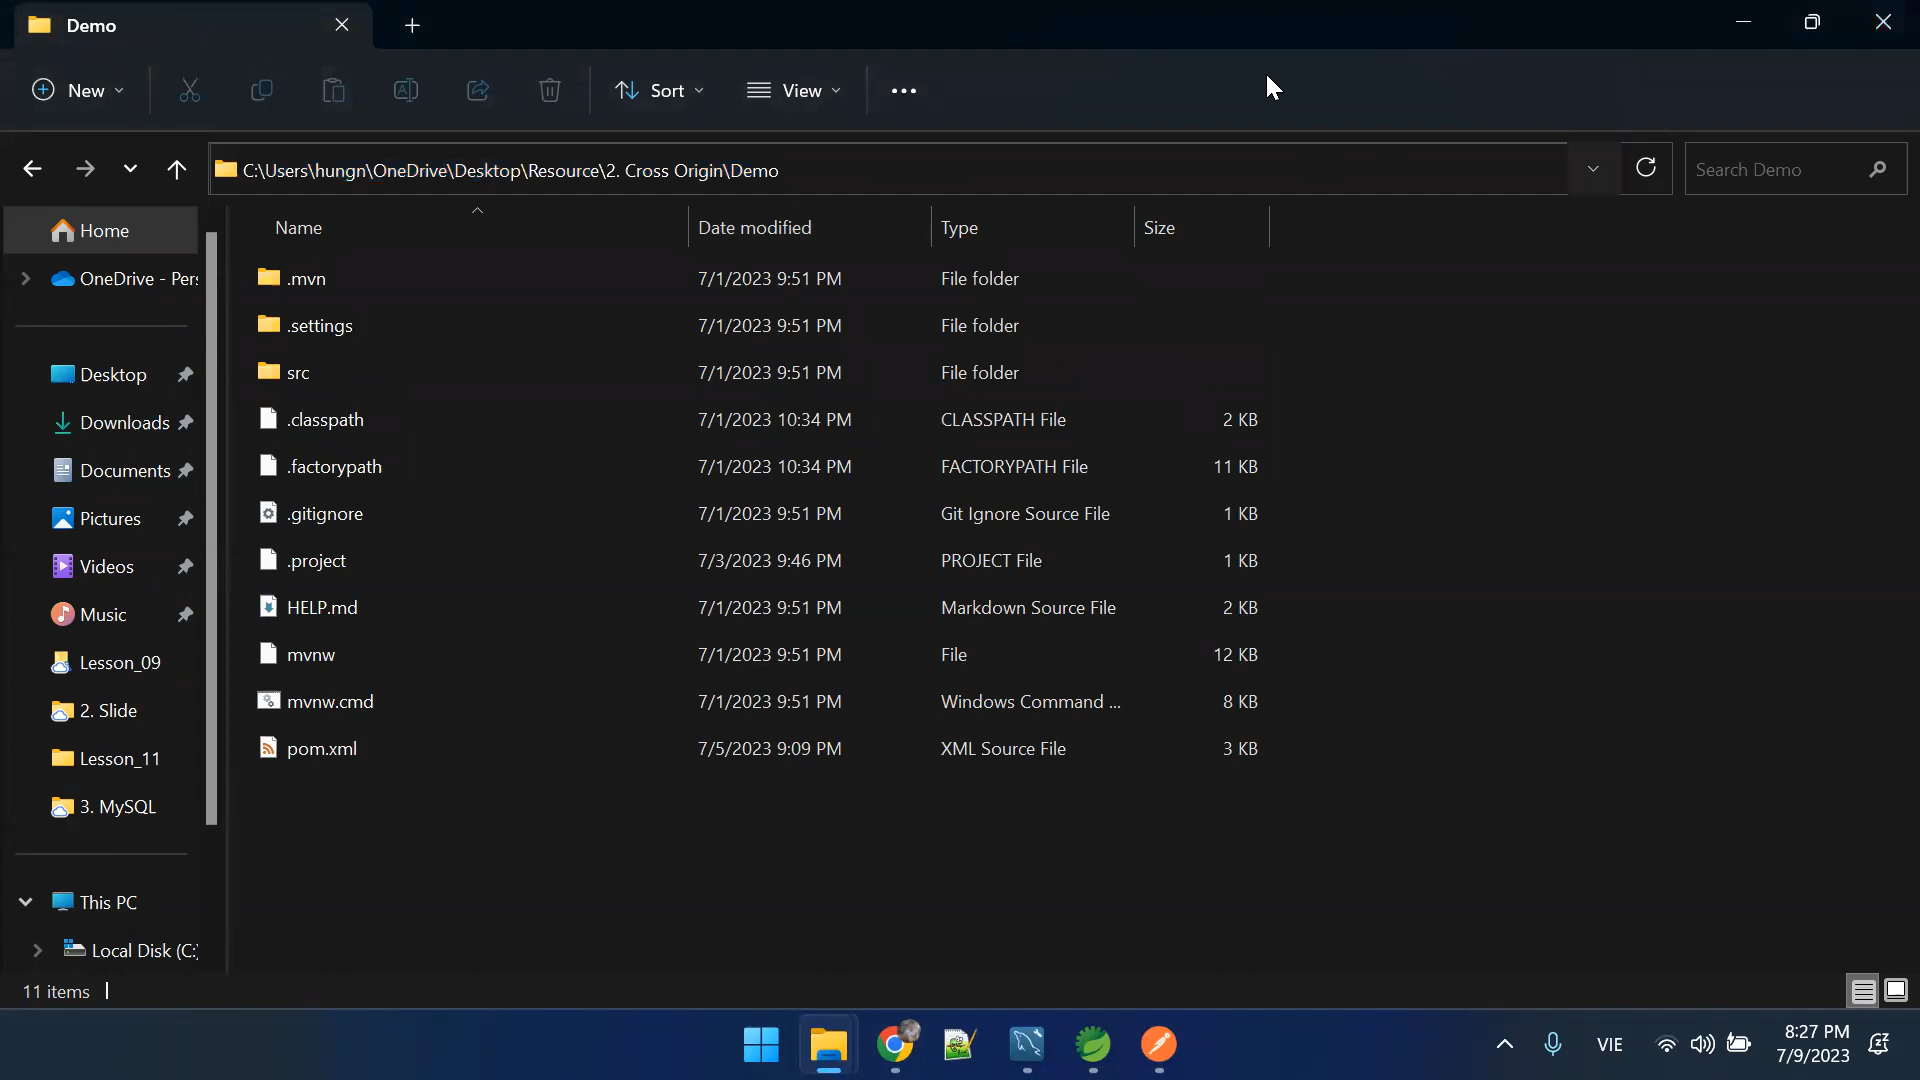 Demo
New
Sort
View
C:\Users\hungn\OneDrive\Desktop\Resource\2. Cross Origin\Demo
Search Demo
Home
OneDrive - Pers
Desktop
Downloads
Documents
Pictures
Videos
Music
Lesson_09
2. Slide
Lesson_11
3. MySQL
This PC
Local Disk (C:)
Name Date modified Type Size
.mvn 7/1/2023 9:51 PM File folder
.settings 7/1/2023 9:51 PM File folder
src 7/1/2023 9:51 PM File folder
.classpath 7/1/2023 10:34 PM CLASSPATH File 2 KB
.factorypath 7/1/2023 10:34 PM FACTORYPATH File 11 KB
.gitignore 7/1/2023 9:51 PM Git Ignore Source File 1 KB
.project 7/3/2023 9:46 PM PROJECT File 1 KB
HELP.md 7/1/2023 9:51 PM Markdown Source File 2 KB
mvnw 7/1/2023 9:51 PM File 12 KB
mvnw.cmd 7/1/2023 9:51 PM Windows Command ... 8 KB
pom.xml 7/5/2023 9:09 PM XML Source File 3 KB
11 items
VIE
8:27 PM
7/9/2023